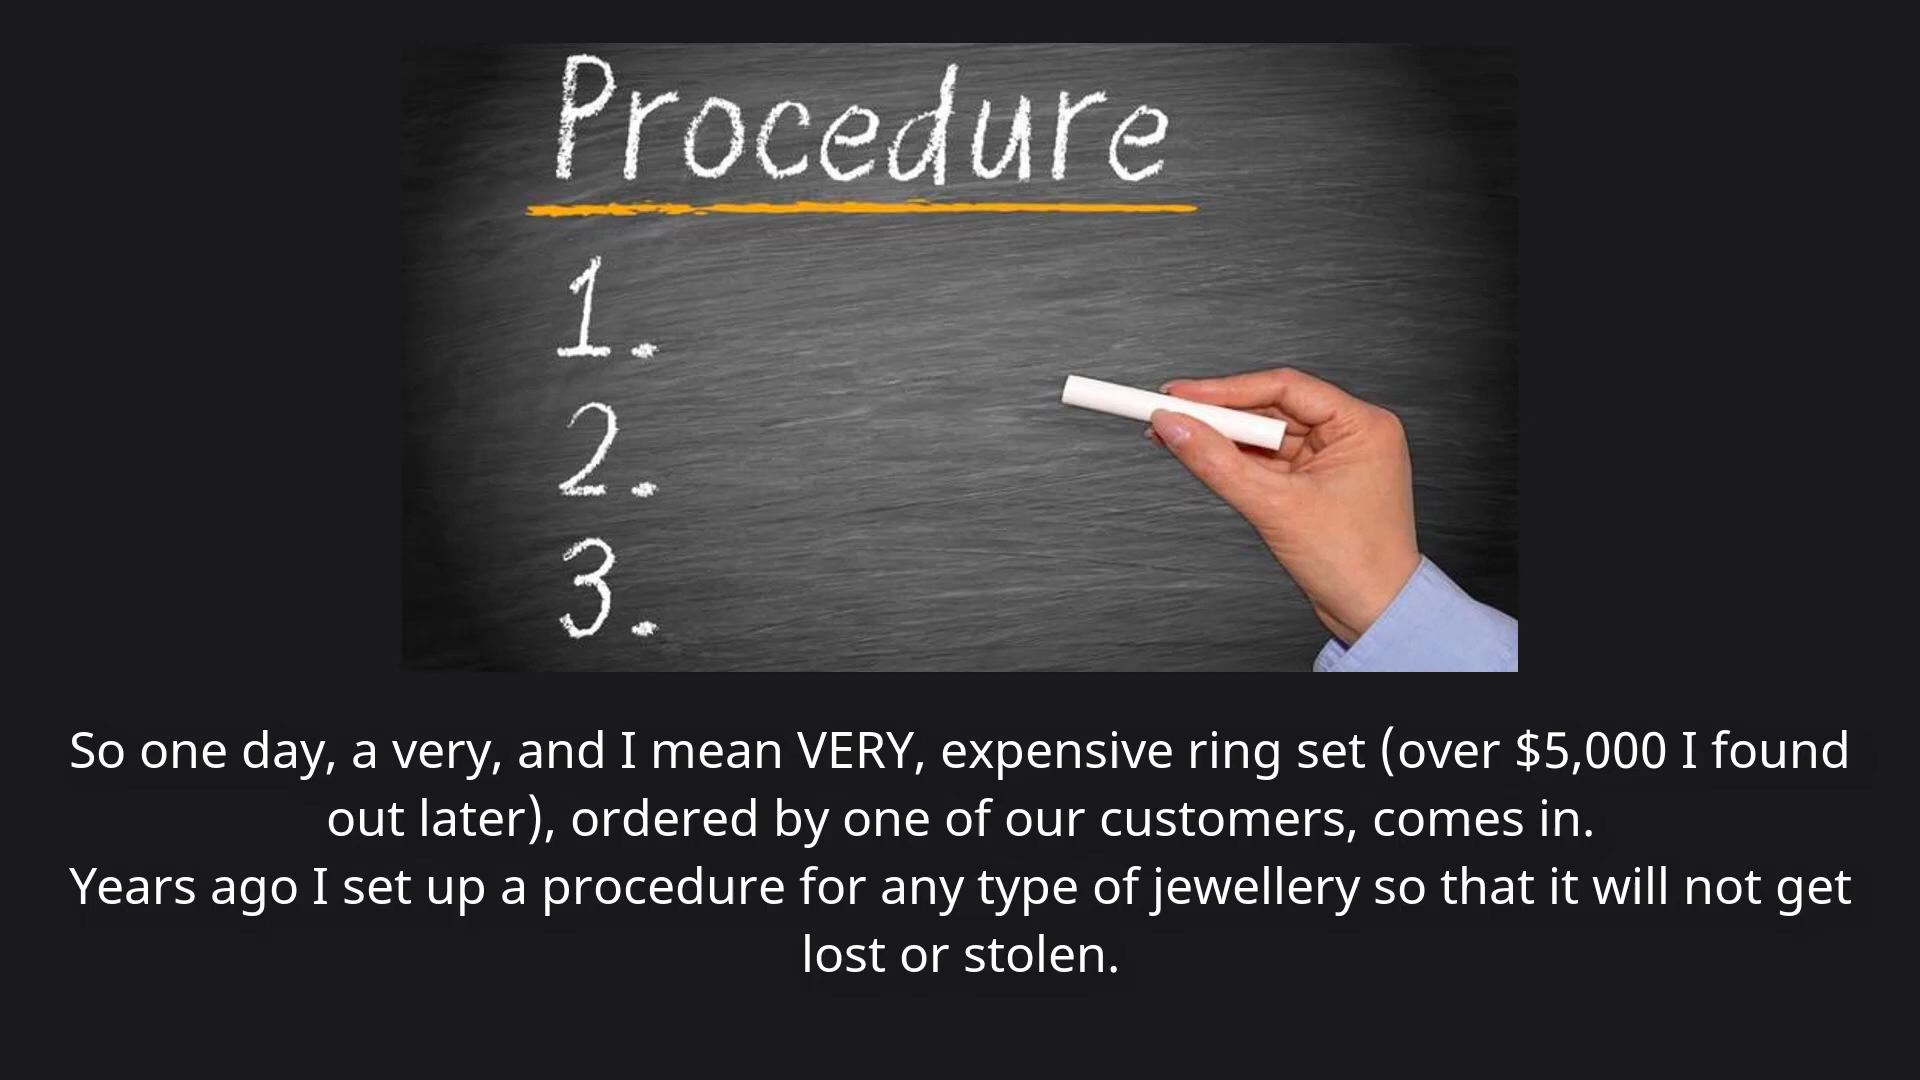 Procedure
1.
2.
3.
So one day, a very, and I mean VERY, expensive ring set (over $5,000 I found
out later), ordered by one of our customers, comes in.
Years ago I set up a procedure for any type of jewellery so that it will not get
lost or stolen.